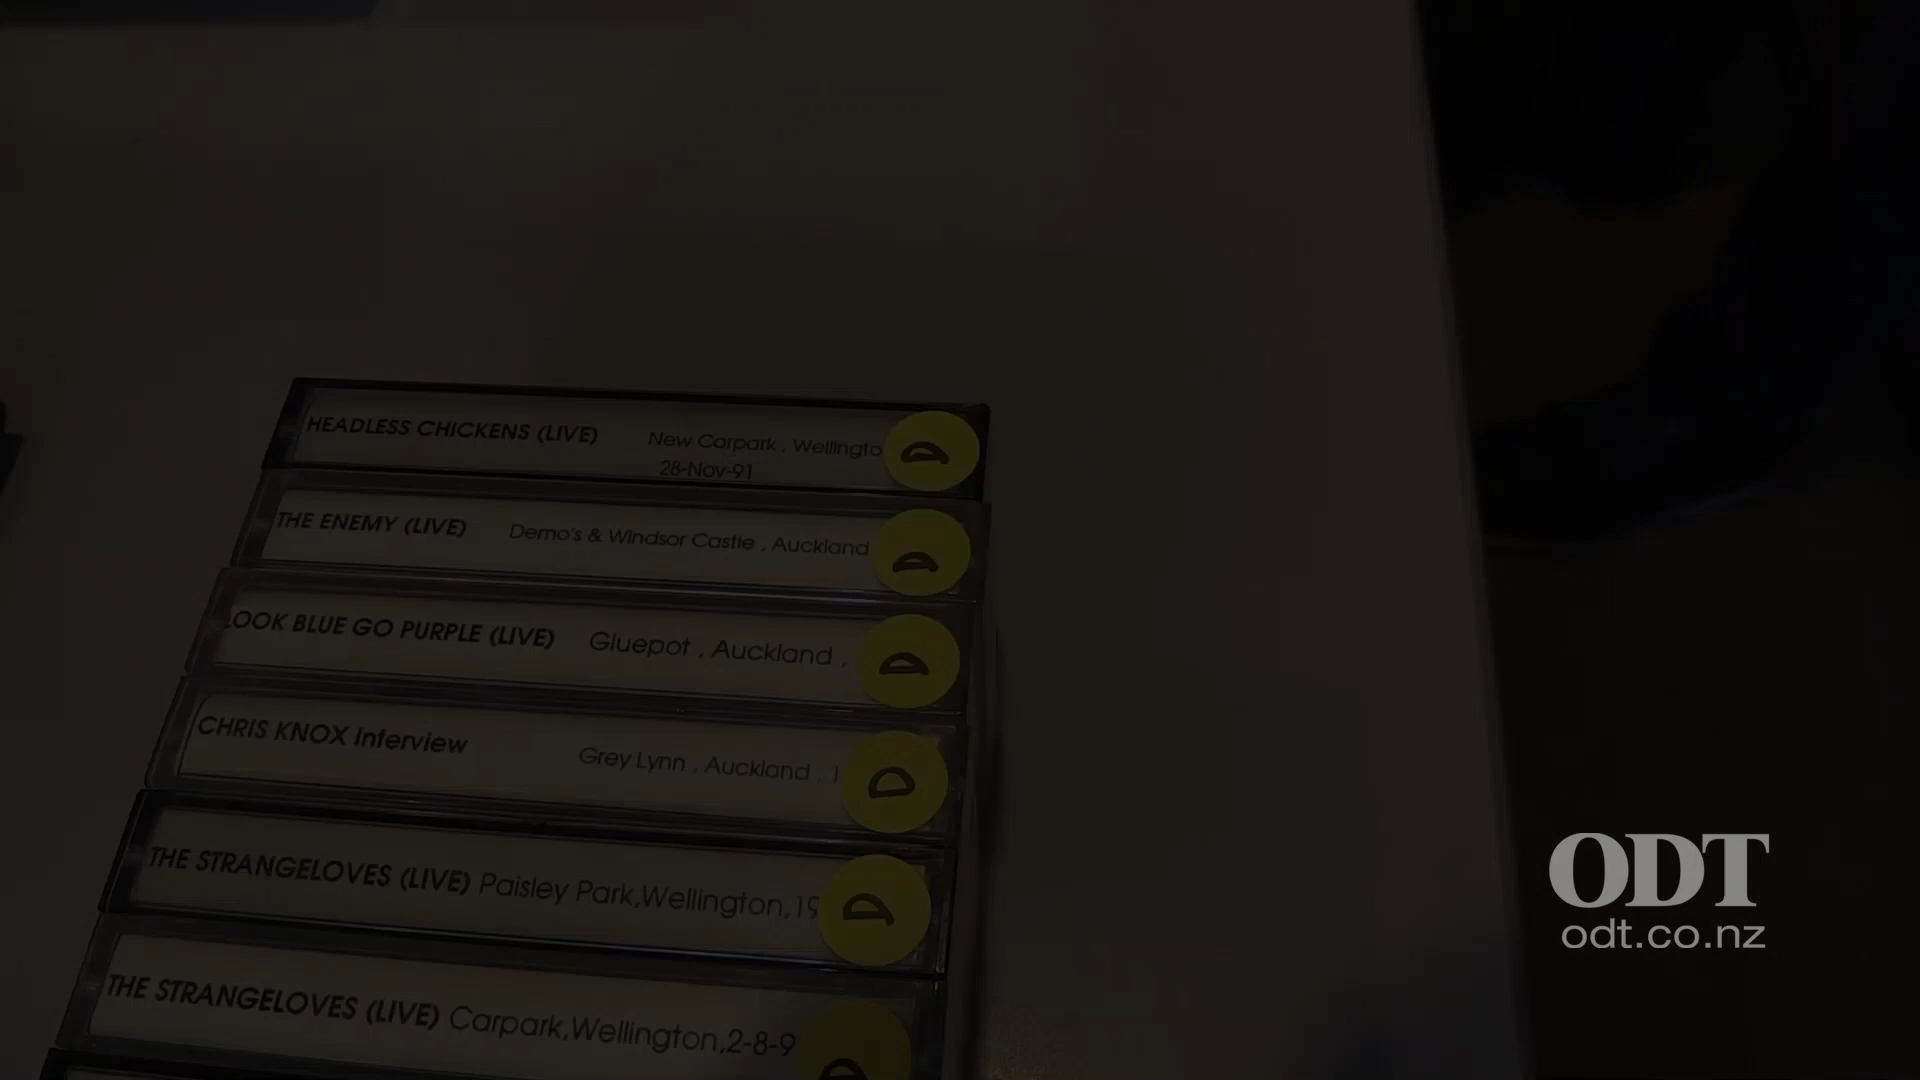 HEADLESS CHICKENS (LIVE) New Carpark , Wellingto
28-Nov-91
D
THE ENEMY (LIVE) Demo's & Windsor Castle , Auckland
D
LOOK BLUE GO PURPLE (LIVE) Gluepot , Auckland ,
D
CHRIS KNOX Interview Grey Lynn , Auckland , 1
D
THE STRANGELOVES (LIVE) Paisley Park,Wellington,19
D
THE STRANGELOVES (LIVE) Carpark,Wellington,2-8-9
D
ODT
odt.co.nz